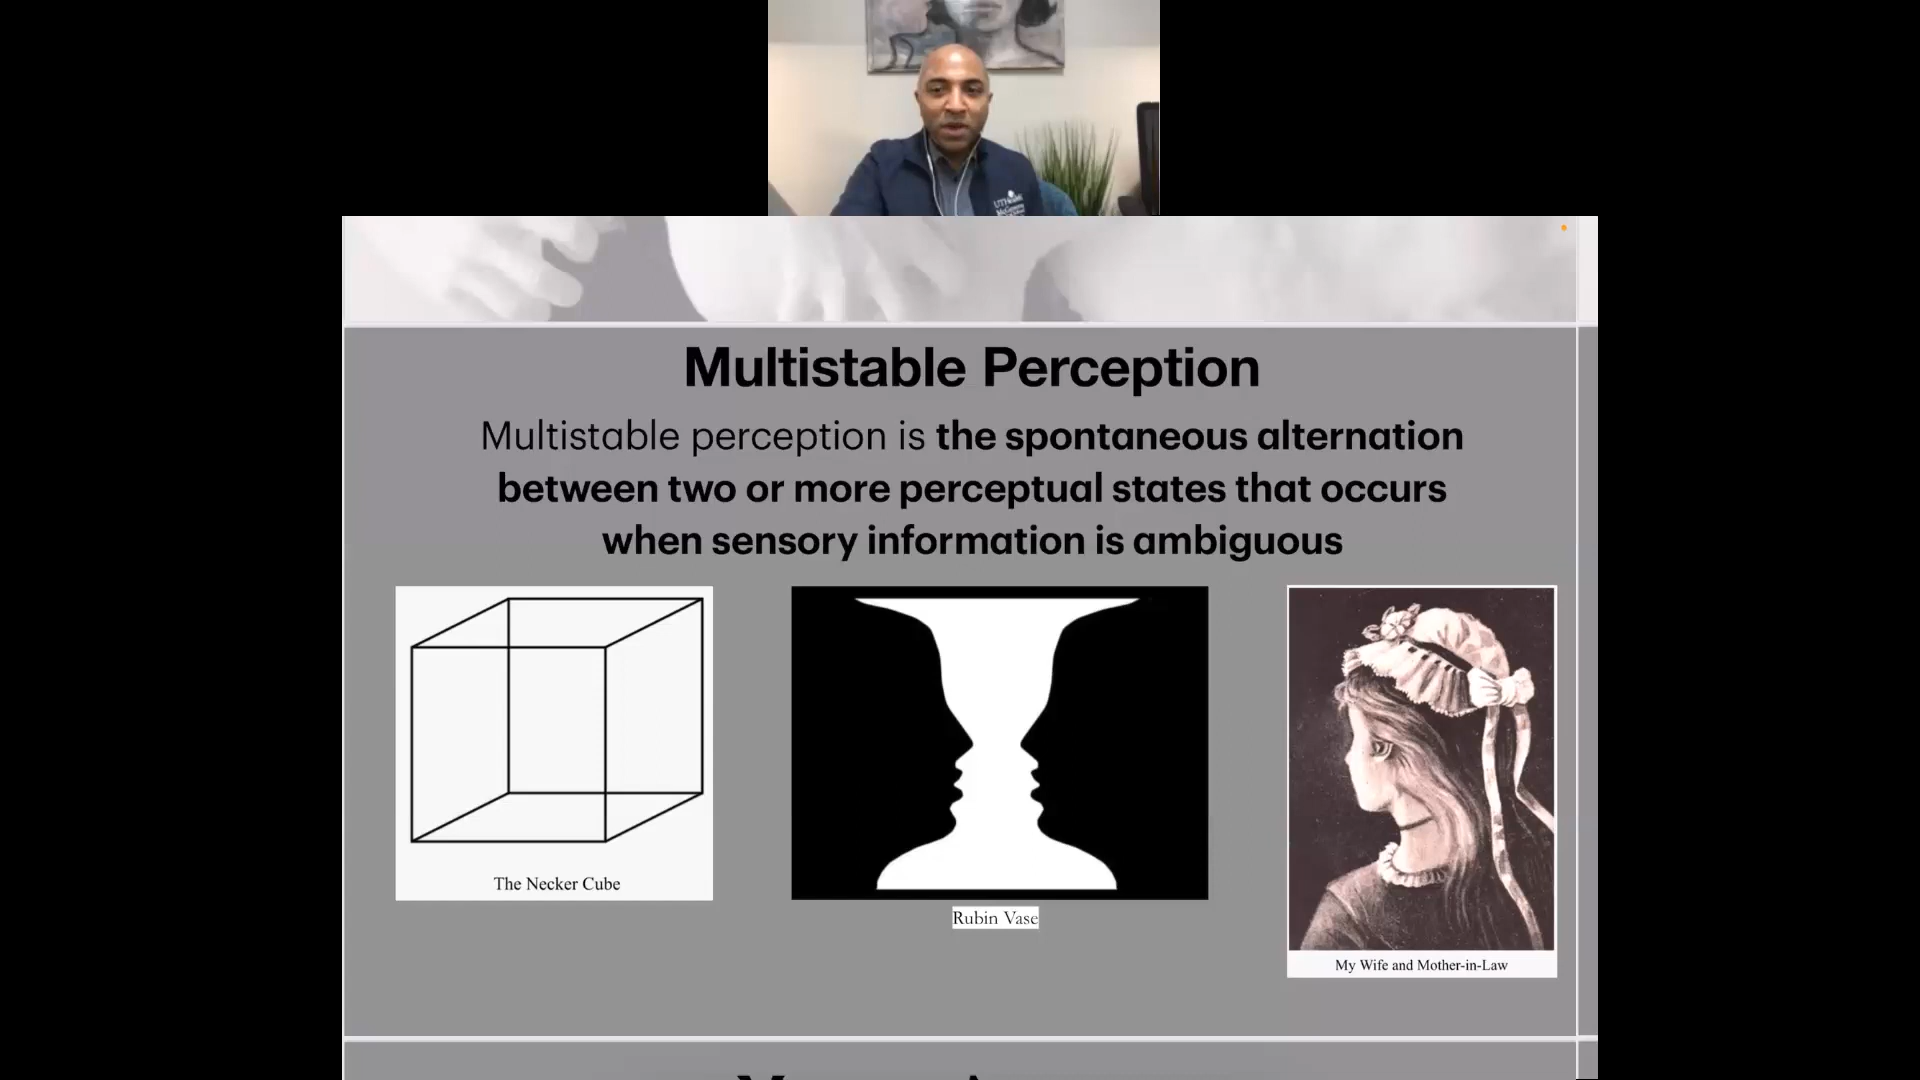 Multistable Perception
Multistable perception is the spontaneous alternation
between two or more perceptual states that occurs
when sensory information is ambiguous
The Necker Cube
Rubin Vase
My Wife and Mother-in-Law